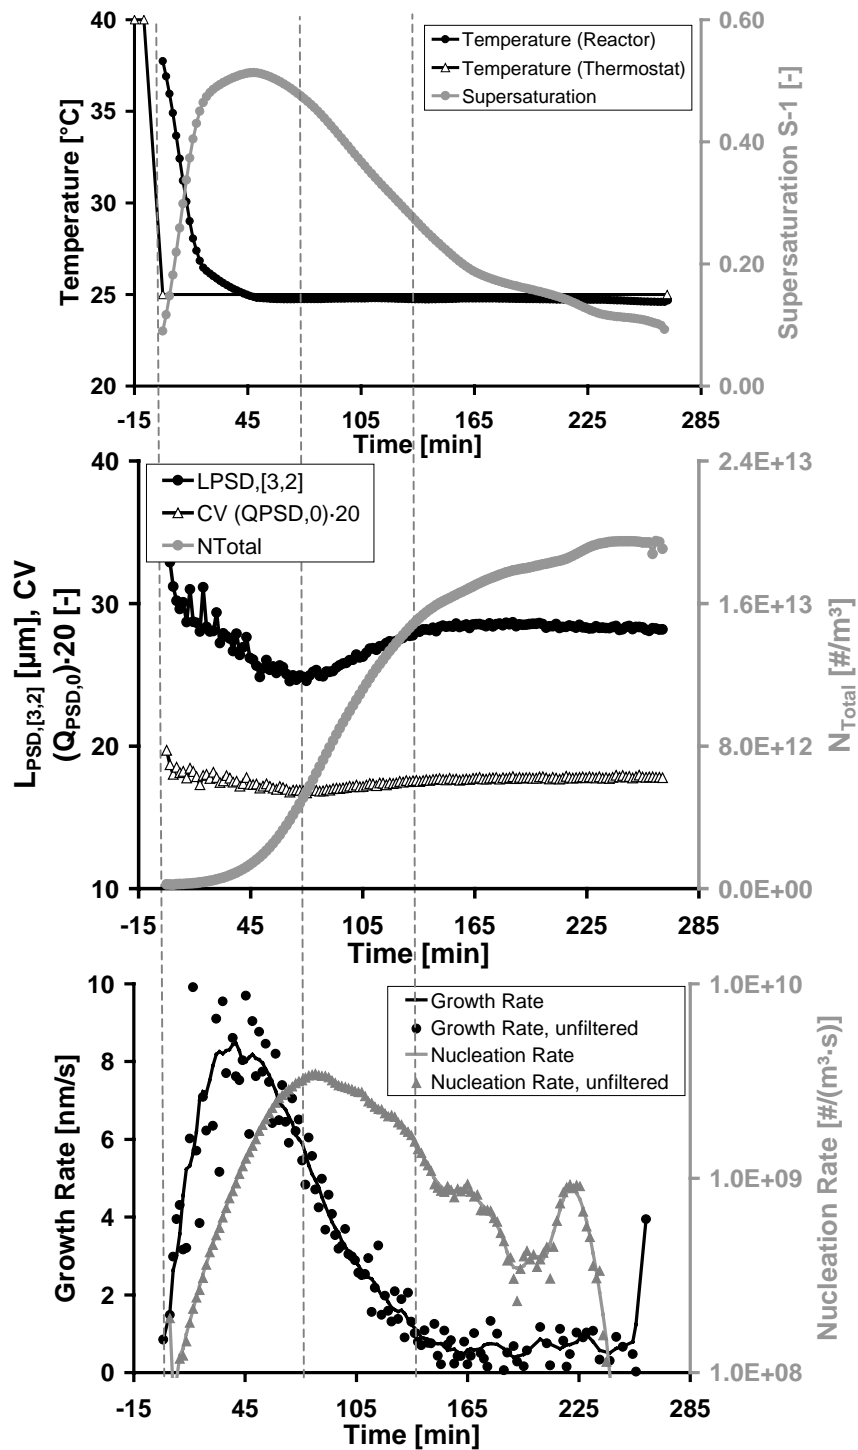 40
35
30
25
20
Temperature [°C]
Temperature (Reactor)
Temperature (Thermostat)
Supersaturation
0.60
0.40
0.20
0.00
Supersaturation S-1 [-]
-15 45 105 165 225 285
Time [min]
40
30
20
10
LPSD,[3,2] [µm], CV
(QPSD,0)·20 [-]
LPSD,[3,2]
CV (QPSD,0)·20
NTotal
2.4E+13
1.6E+13
8.0E+12
0.0E+00
NTotal [#/m³]
-15 45 105 165 225 285
Time [min]
10
8
6
4
2
0
Growth Rate [nm/s]
Growth Rate
Growth Rate, unfiltered
Nucleation Rate
Nucleation Rate, unfiltered
1.0E+10
1.0E+09
1.0E+08
Nucleation Rate [#/(m³·s)]
-15 45 105 165 225 285
Time [min]